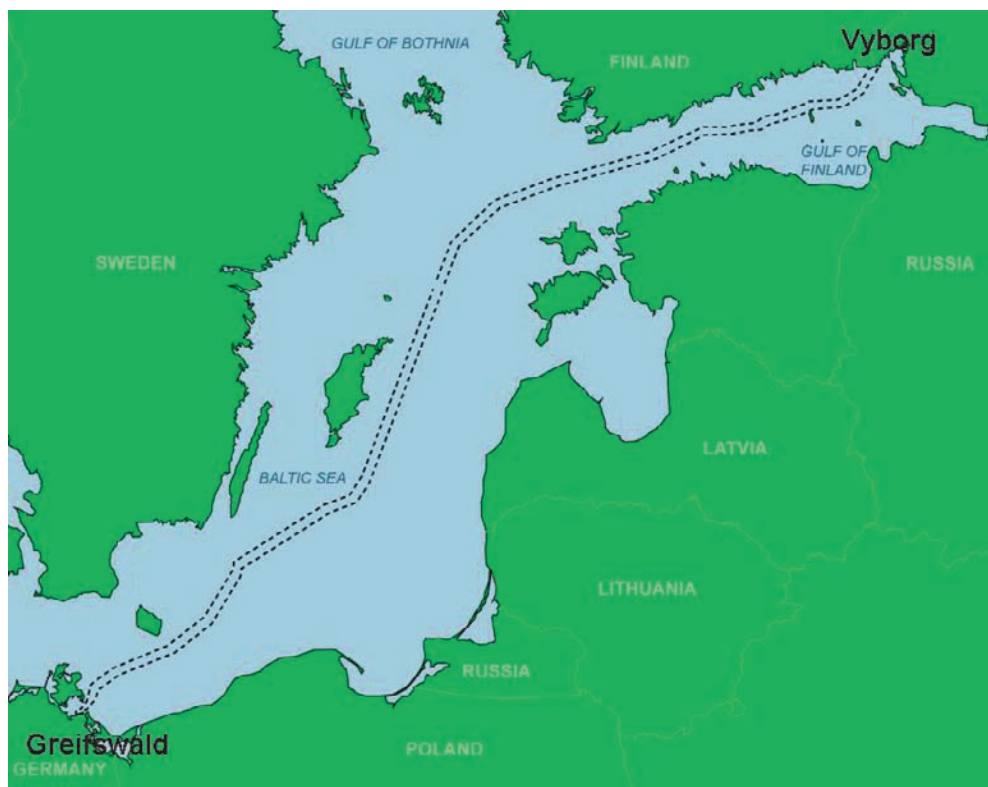 GULF OF BOTHNIA
Vyborg
FINLAND
GULF OF
FINLAND
SWEDEN
RUSSIA
LATVIA
BALTIC SEA
LITHUANIA
RUSSIA
Greifswald
POLAND
GERMANY